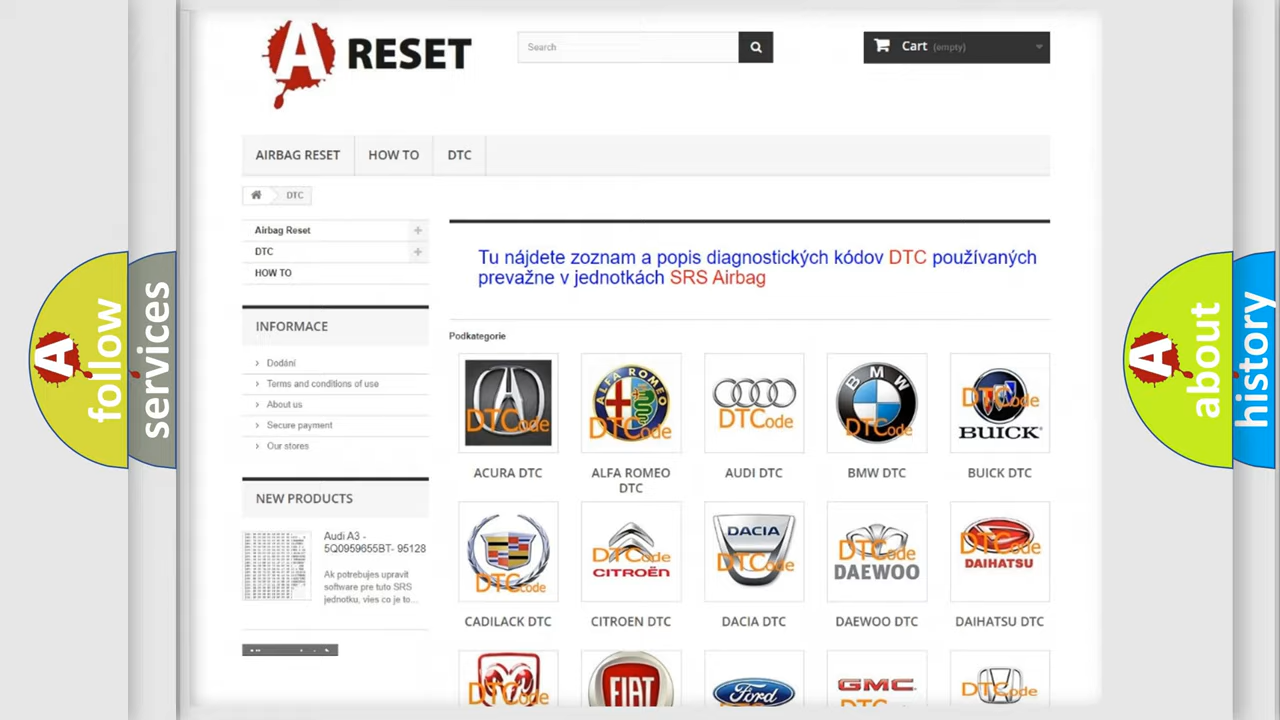 A RESET
Search
Cart (empty)
AIRBAG RESET
HOW TO
DTC
DTC
Airbag Reset
DTC
HOW TO
INFORMACE
Dodání
Terms and conditions of use
About us
Secure payment
Our stores
NEW PRODUCTS
Audi A3 -
5Q0959655BT- 95128
Ak potrebujes upravit
software pre tuto SRS
jednotku, vies co je to...
Tu nájdete zoznam a popis diagnostických kódov DTC používaných
prevažne v jednotkách SRS Airbag
Podkategorie
DTCode
ALFA ROMEO
DTCode
DTCode
BMW
DTCode
DTCode
BUICK
ACURA DTC
ALFA ROMEO
DTC
AUDI DTC
BMW DTC
BUICK DTC
DTCode
DTCode
CITROËN
DACIA
DTCode
DTCode
DAEWOO
DTCode
DAIHATSU
CADILACK DTC
CITROEN DTC
DACIA DTC
DAEWOO DTC
DAIHATSU DTC
DTCode
FIAT
Ford
GMC
DTCode
A follow
services
A about
history